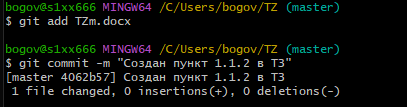 bogov@s1xx666 MINGW64 /C/Users/bogov/TZ (master)
$ git add TZm.docx
bogov@s1xx666 MINGW64 /C/Users/bogov/TZ (master)
$ git commit -m "Создан пункт 1.1.2 в ТЗ"
[master 4062b57] Создан пункт 1.1.2 в ТЗ
1 file changed, 0 insertions(+), 0 deletions(-)